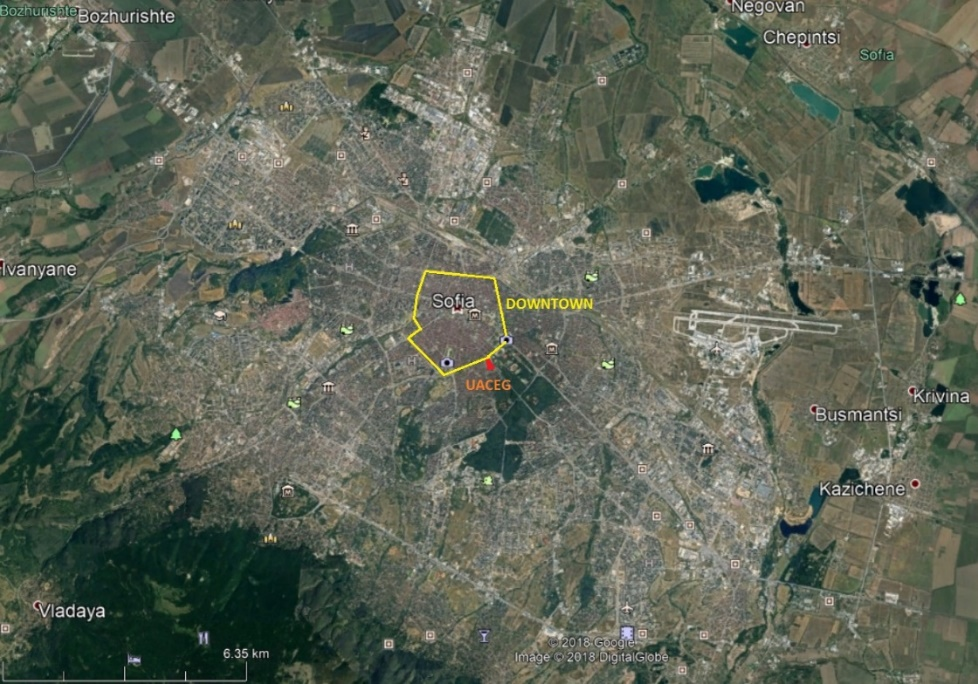 Bozhurishte
Bozhurishte
Negovan
Chepintsi
Sofia
Ivanyane
Sofia
DOWNTOWN
UACEG
Krivina
Busmantsi
Kazichene
Vladaya
6.35 km
© 2018 Google
Image © 2018 DigitalGlobe